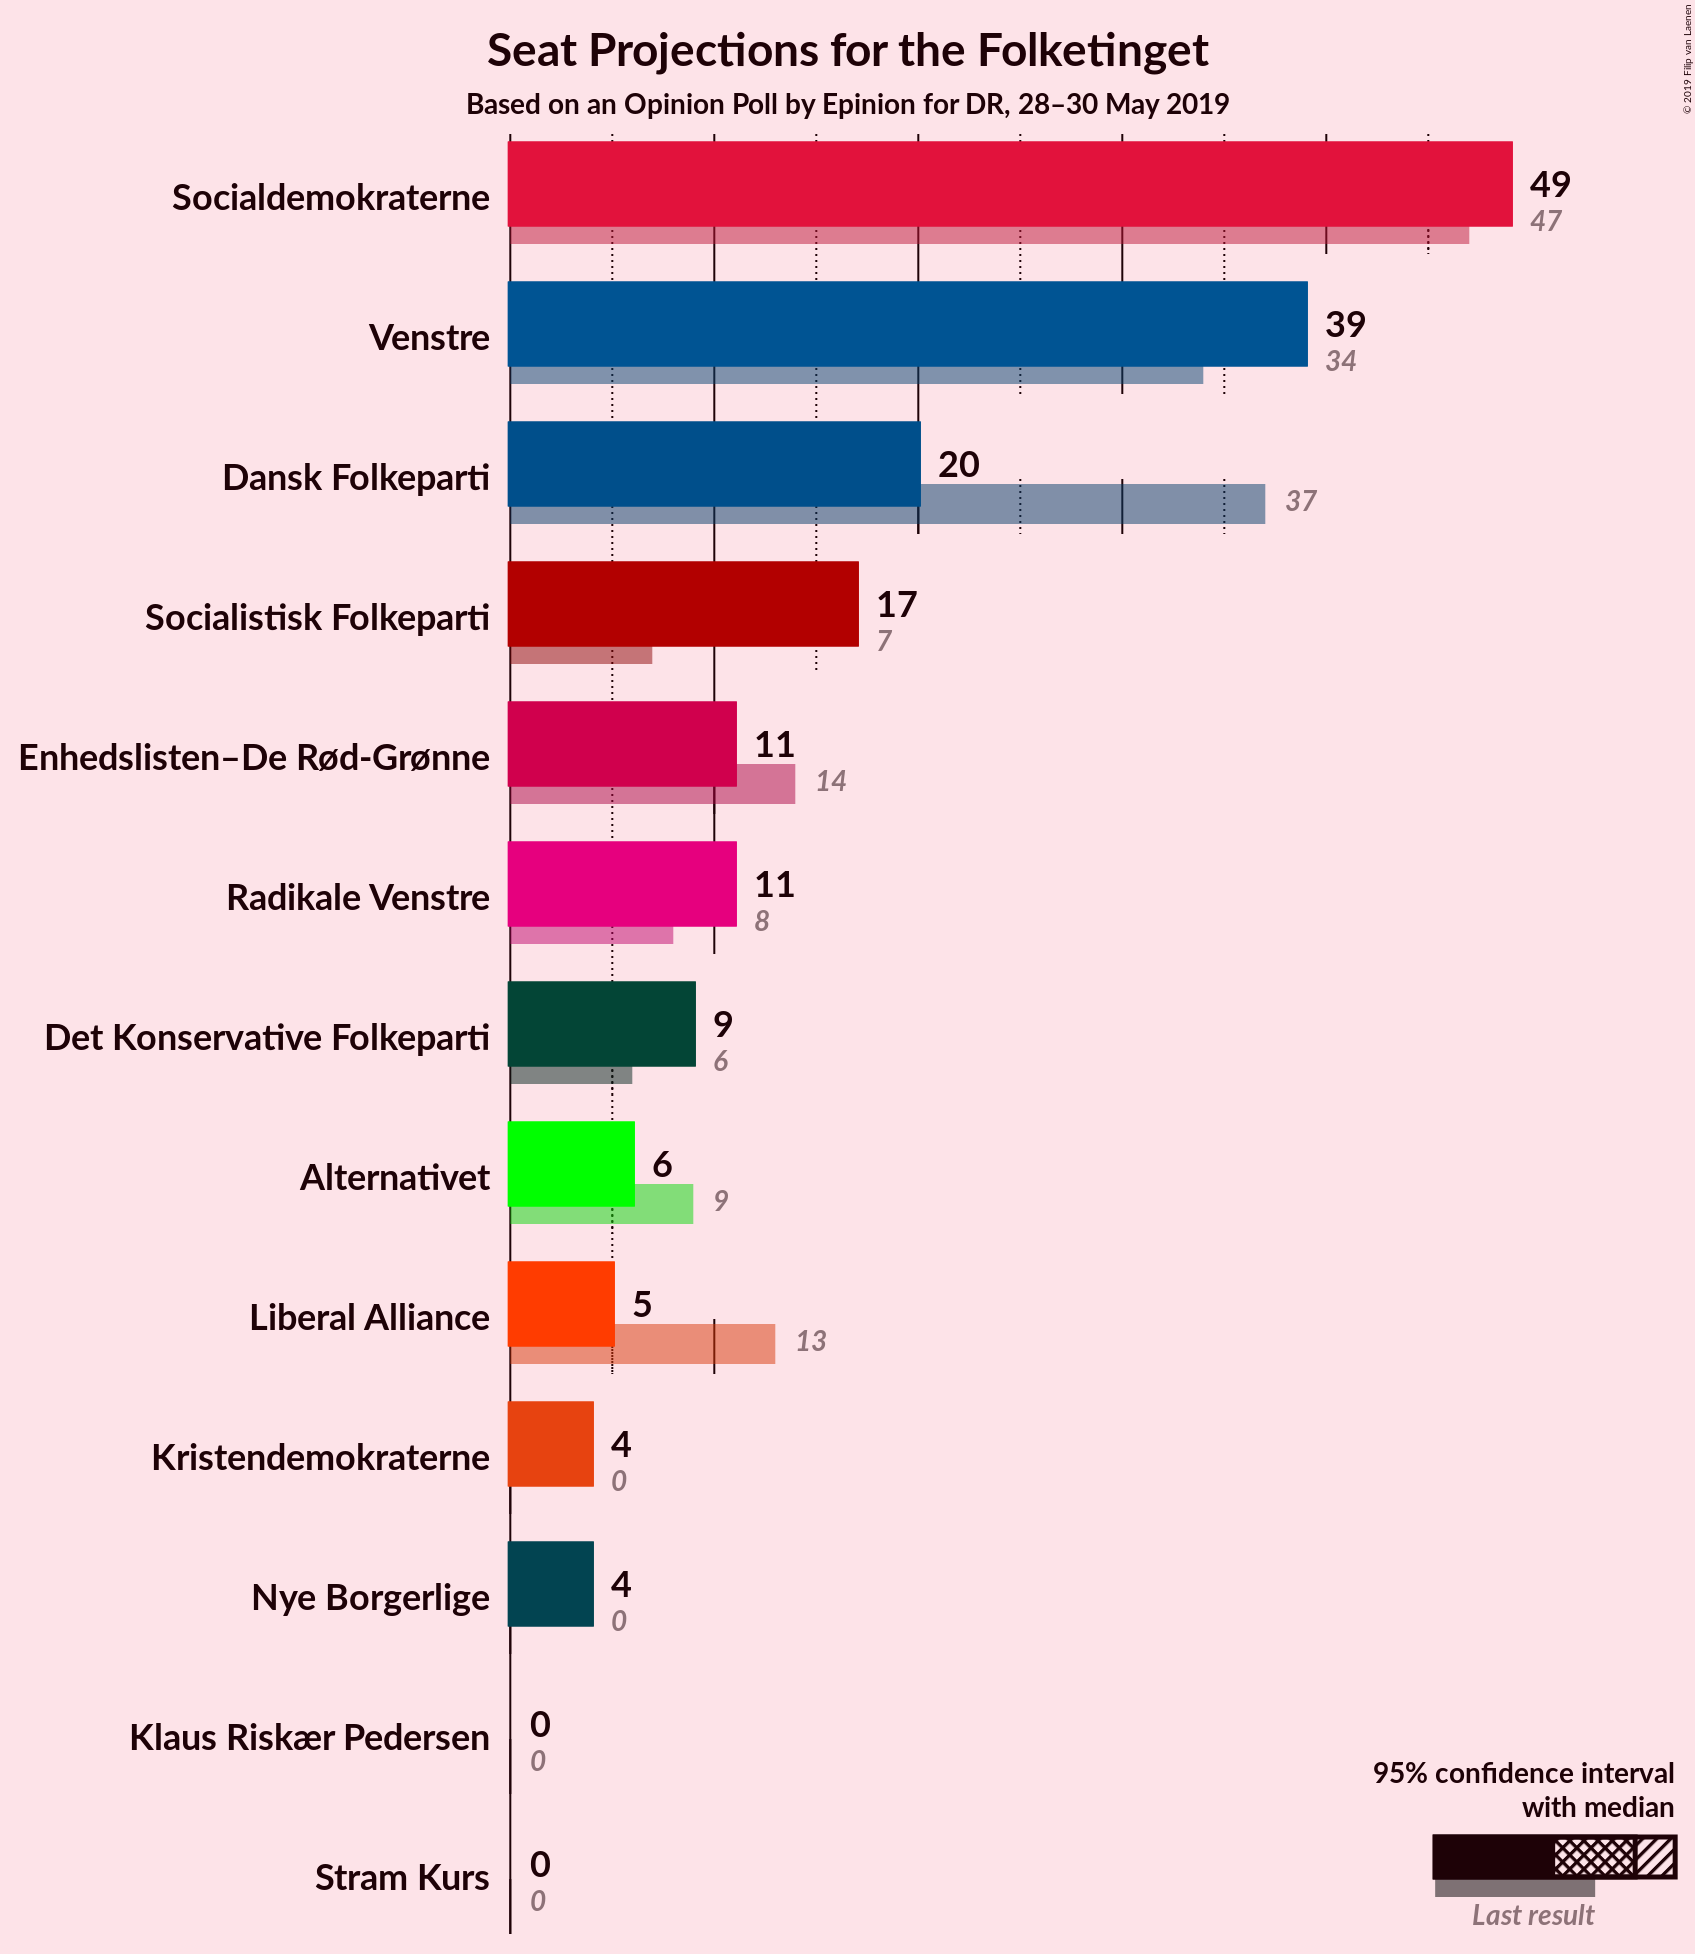 Seat Projections for the Folketinget
Based on an Opinion Poll by Epinion for DR, 28–30 May 2019
© 2019 Filip van Laenen
Socialdemokraterne
49
47
Venstre
39
34
Dansk Folkeparti
20
37
Socialistisk Folkeparti
17
7
Enhedslisten–De Rød-Grønne
11
14
Radikale Venstre
11
8
Det Konservative Folkeparti
9
6
Alternativet
6
9
Liberal Alliance
5
13
Kristendemokraterne
4
0
Nye Borgerlige
4
0
Klaus Riskær Pedersen
0
0
Stram Kurs
0
0
95% confidence interval
with median
Last result